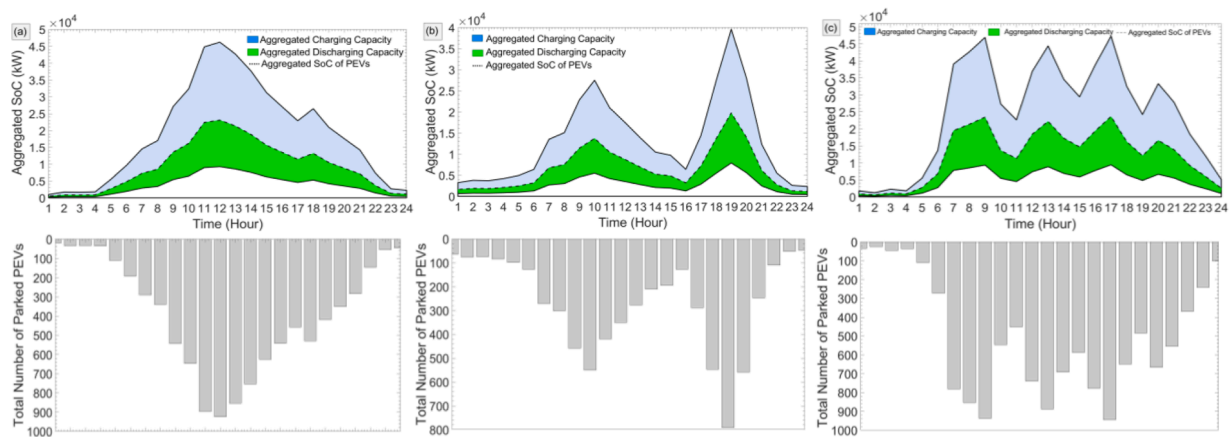 (a)
×10⁴
Aggregated Charging Capacity
Aggregated Discharging Capacity
Aggregated SoC of PEVs
Aggregated SoC (kW)
5
4.5
4
3.5
3
2.5
2
1.5
1
0.5
0
1 2 3 4 5 6 7 8 9 10 11 12 13 14 15 16 17 18 19 20 21 22 23 24
Time (Hour)
Total Number of Parked PEVs
0
100
200
300
400
500
600
700
800
900
1000
(b)
×10⁴
Aggregated Charging Capacity
Aggregated Discharging Capacity
Aggregated SoC of PEVs
Aggregated SoC (kW)
4
3.5
3
2.5
2
1.5
1
0.5
0
1 2 3 4 5 6 7 8 9 10 11 12 13 14 15 16 17 18 19 20 21 22 23 24
Time (Hour)
Total Number of Parked PEVs
0
100
200
300
400
500
600
700
800
(c)
×10⁴
Aggregated Charging Capacity Aggregated Discharging Capacity Aggregated SoC of PEVs
Aggregated SoC (kW)
5
4.5
4
3.5
3
2.5
2
1.5
1
0.5
0
1 2 3 4 5 6 7 8 9 10 11 12 13 14 15 16 17 18 19 20 21 22 23 24
Time (Hour)
Total Number of Parked PEVs
0
100
200
300
400
500
600
700
800
900
1000